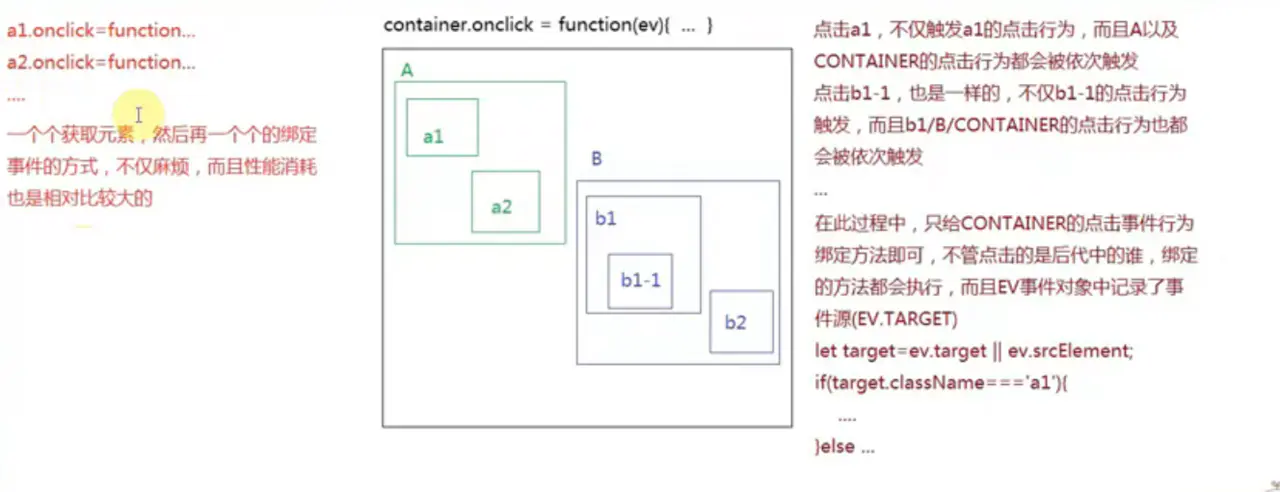 a1.onclick=function...
a2.onclick=function...
....
一个个获取元素，然后再一个个的绑定
事件的方式，不仅麻烦，而且性能消耗
也是相对比较大的
container.onclick = function(ev){ ... }
A
a1
a2
B
b1
b1-1
b2
点击a1，不仅触发a1的点击行为，而且A以及
CONTAINER的点击行为都会被依次触发
点击b1-1，也是一样的，不仅b1-1的点击行为
触发，而且b1/B/CONTAINER的点击行为也都
会被依次触发
...
在此过程中，只给CONTAINER的点击事件行为
绑定方法即可，不管点击的是后代中的谁，绑定
的方法都会执行，而且EV事件对象中记录了事
件源(EV.TARGET)
let target=ev.target || ev.srcElement;
if(target.className==='a1'){
....
}else ...